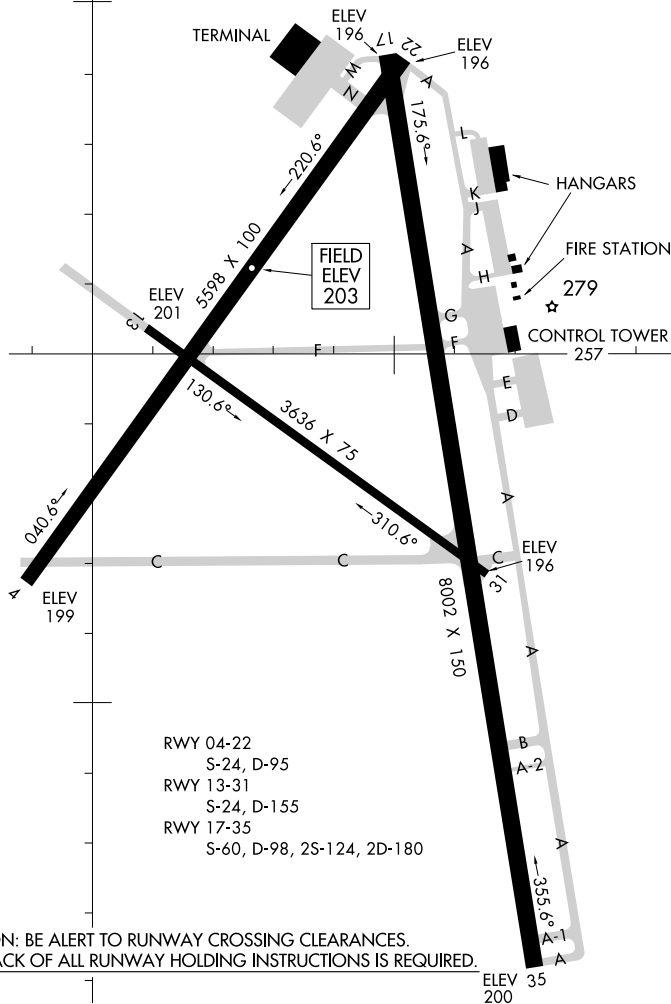 TERMINAL
ELEV
196
17
22
ELEV
196
W
N
A
175.6°
L
220.6°
K
J
HANGARS
A
H
FIRE STATION
279
5598 X 100
FIELD
ELEV
203
ELEV
201
13
G
F
F
CONTROL TOWER
257
E
D
130.6°
3636 X 75
A
040.6°
310.6°
C
C
C
ELEV
196
31
4
ELEV
199
8002 X 150
A
RWY 04-22
S-24, D-95
RWY 13-31
S-24, D-155
RWY 17-35
S-60, D-98, 2S-124, 2D-180
B
A-2
A
355.6°
A-1
A
ON: BE ALERT TO RUNWAY CROSSING CLEARANCES.
ACK OF ALL RUNWAY HOLDING INSTRUCTIONS IS REQUIRED.
ELEV
200
35